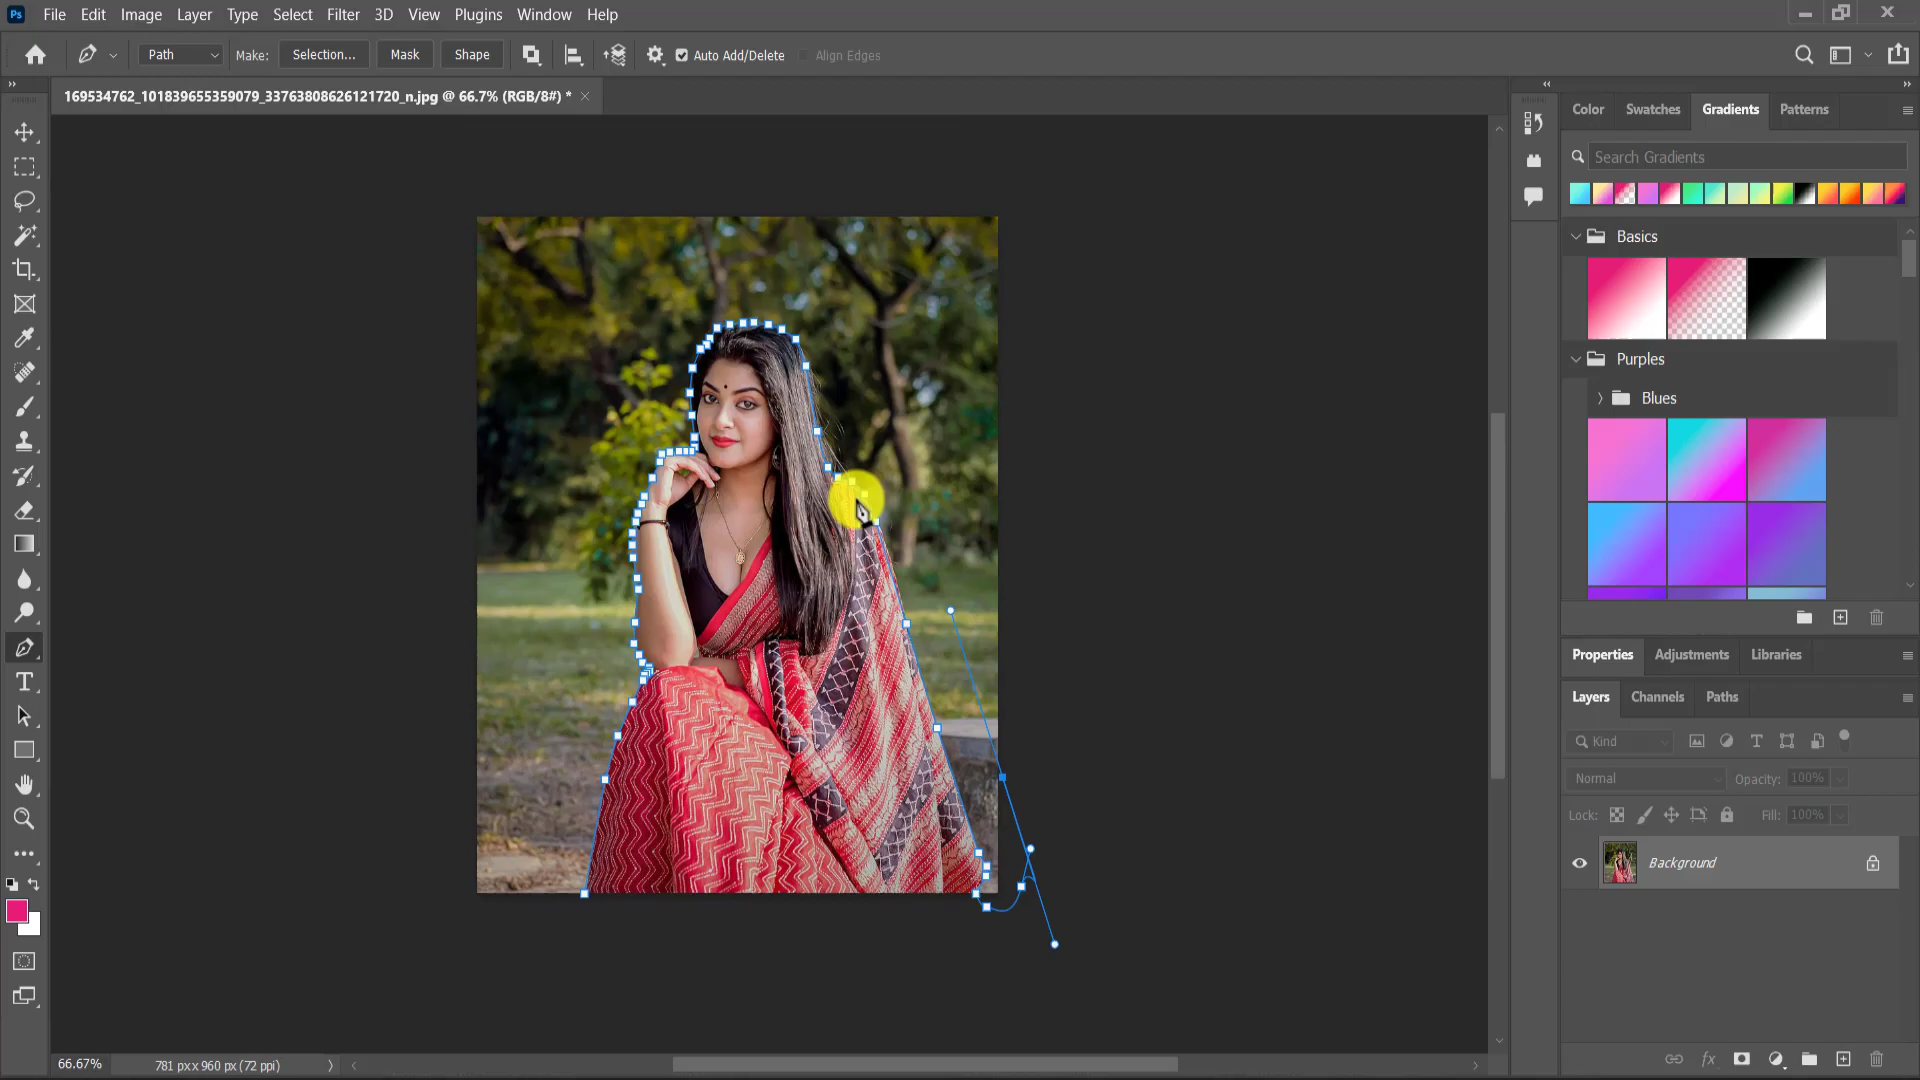 Ps File Edit Image Layer Type Select Filter 3D View Plugins Window Help
Path Make: Selection... Mask Shape Auto Add/Delete Align Edges
169534762_101839655359079_33763808626121720_n.jpg @ 66.7% (RGB/8#) *
Color Swatches Gradients Patterns
Search Gradients
Basics
Purples
Blues
Properties Adjustments Libraries
Layers Channels Paths
Kind
Normal Opacity: 100%
Lock: Fill: 100%
Background
66.67% 781 px x 960 px (72 ppi)